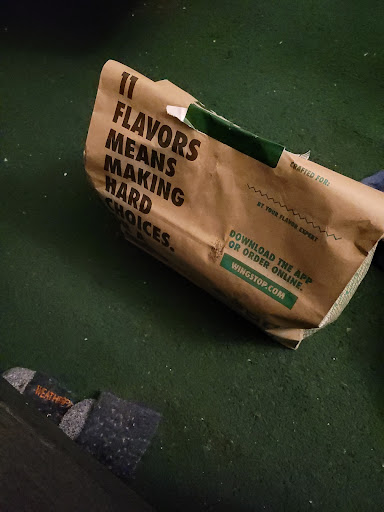 11
FLAVORS
MEANS
MAKING
HARD
CHOICES.
CRAFTED FOR:
BY YOUR FLAVOR EXPERT
DOWNLOAD THE APP
OR ORDER ONLINE.
WINGSTOP.COM